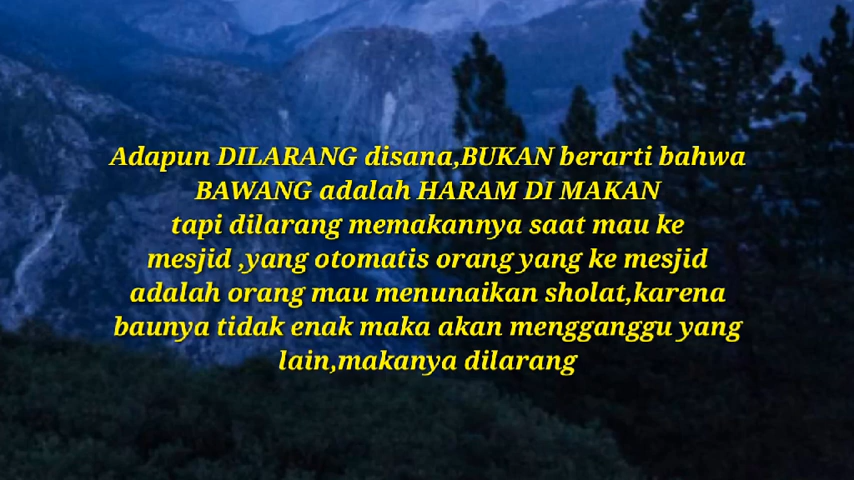 Adapun DILARANG disana,BUKAN berarti bahwa
BAWANG adalah HARAM DI MAKAN
tapi dilarang memakannya saat mau ke
mesjid ,yang otomatis orang yang ke mesjid
adalah orang mau menunaikan sholat,karena
baunya tidak enak maka akan mengganggu yang
lain,makanya dilarang